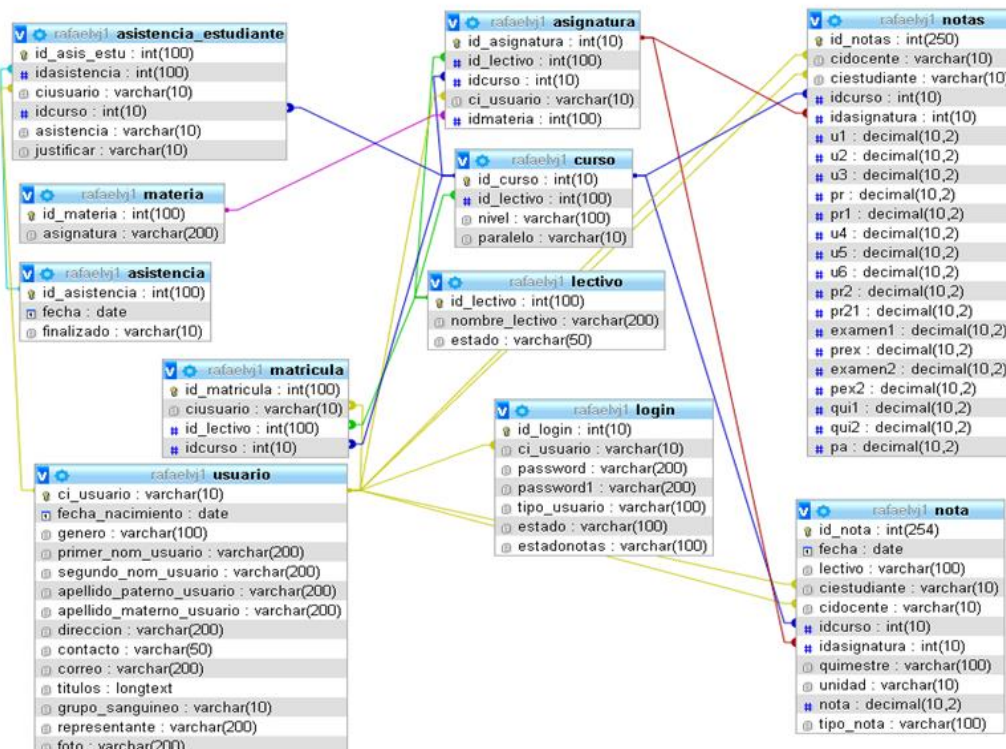 rafaelvj1 asistencia_estudiante
id_asis_estu : int(100)
idasistencia : int(100)
ciusuario : varchar(10)
idcurso : int(10)
asistencia : varchar(10)
justificar : varchar(10)
rafaelvj1 materia
id_materia : int(100)
asignatura : varchar(200)
rafaelvj1 asistencia
id_asistencia : int(100)
fecha : date
finalizado : varchar(10)
rafaelvj1 matricula
id_matricula : int(100)
ciusuario : varchar(10)
id_lectivo : int(100)
idcurso : int(10)
rafaelvj1 usuario
ci_usuario : varchar(10)
fecha_nacimiento : date
genero : varchar(100)
primer_nom_usuario : varchar(200)
segundo_nom_usuario : varchar(200)
apellido_paterno_usuario : varchar(200)
apellido_materno_usuario : varchar(200)
direccion : varchar(200)
contacto : varchar(50)
correo : varchar(200)
titulos : longtext
grupo_sanguineo : varchar(10)
representante : varchar(200)
foto : varchar(200)
rafaelvj1 asignatura
id_asignatura : int(10)
id_lectivo : int(100)
idcurso : int(10)
ci_usuario : varchar(10)
idmateria : int(100)
rafaelvj1 curso
id_curso : int(10)
id_lectivo : int(100)
nivel : varchar(100)
paralelo : varchar(10)
rafaelvj1 lectivo
id_lectivo : int(100)
nombre_lectivo : varchar(200)
estado : varchar(50)
rafaelvj1 login
id_login : int(10)
ci_usuario : varchar(10)
password : varchar(200)
password1 : varchar(200)
tipo_usuario : varchar(100)
estado : varchar(100)
estadonotas : varchar(100)
rafaelvj1 notas
id_notas : int(250)
cidocente : varchar(10)
ciestudiante : varchar(10)
idcurso : int(10)
idasignatura : int(10)
u1 : decimal(10,2)
u2 : decimal(10,2)
u3 : decimal(10,2)
pr : decimal(10,2)
pr1 : decimal(10,2)
u4 : decimal(10,2)
u5 : decimal(10,2)
u6 : decimal(10,2)
pr2 : decimal(10,2)
pr21 : decimal(10,2)
examen1 : decimal(10,2)
prex : decimal(10,2)
examen2 : decimal(10,2)
pex2 : decimal(10,2)
qui1 : decimal(10,2)
qui2 : decimal(10,2)
pa : decimal(10,2)
rafaelvj1 nota
id_nota : int(254)
fecha : date
lectivo : varchar(100)
ciestudiante : varchar(10)
cidocente : varchar(10)
idcurso : int(10)
idasignatura : int(10)
quimestre : varchar(100)
unidad : varchar(10)
nota : decimal(10,2)
tipo_nota : varchar(100)